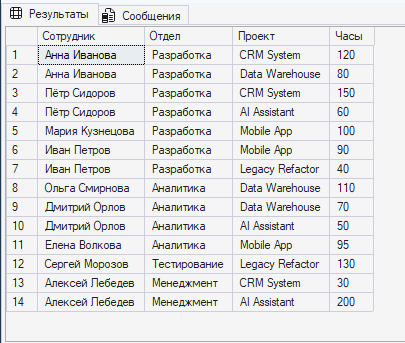 Результаты Сообщения
Сотрудник Отдел Проект Часы
1 Анна Иванова Разработка CRM System 120
2 Анна Иванова Разработка Data Warehouse 80
3 Пётр Сидоров Разработка CRM System 150
4 Пётр Сидоров Разработка AI Assistant 60
5 Мария Кузнецова Разработка Mobile App 100
6 Иван Петров Разработка Mobile App 90
7 Иван Петров Разработка Legacy Refactor 40
8 Ольга Смирнова Аналитика Data Warehouse 110
9 Дмитрий Орлов Аналитика Data Warehouse 70
10 Дмитрий Орлов Аналитика AI Assistant 50
11 Елена Волкова Аналитика Mobile App 95
12 Сергей Морозов Тестирование Legacy Refactor 130
13 Алексей Лебедев Менеджмент CRM System 30
14 Алексей Лебедев Менеджмент AI Assistant 200